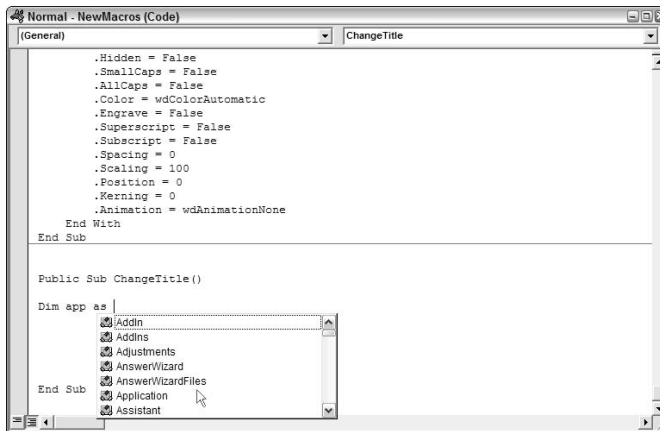 Normal - NewMacros (Code)
(General) ChangeTitle
.Hidden = False
.SmallCaps = False
.AllCaps = False
.Color = wdColorAutomatic
.Engrave = False
.Superscript = False
.Subscript = False
.Spacing = 0
.Scaling = 100
.Position = 0
.Kerning = 0
.Animation = wdAnimationNone
End With
End Sub
Public Sub ChangeTitle()
Dim app as
AddIn
AddIns
Adjustments
AnswerWizard
AnswerWizardFiles
Application
Assistant
End Sub